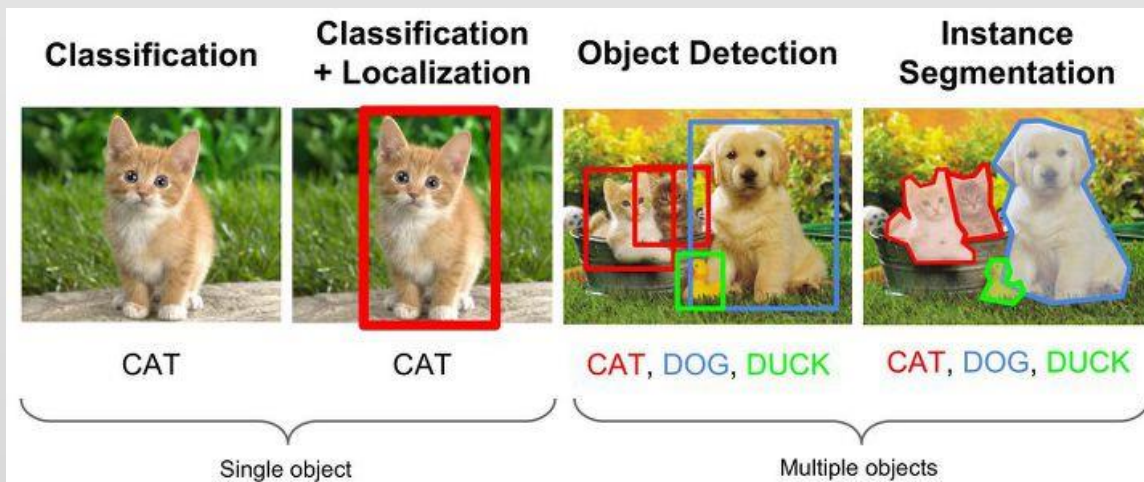 Classification
Classification
+ Localization
Object Detection
Instance
Segmentation
CAT
CAT
CAT, DOG, DUCK
CAT, DOG, DUCK
Single object
Multiple objects